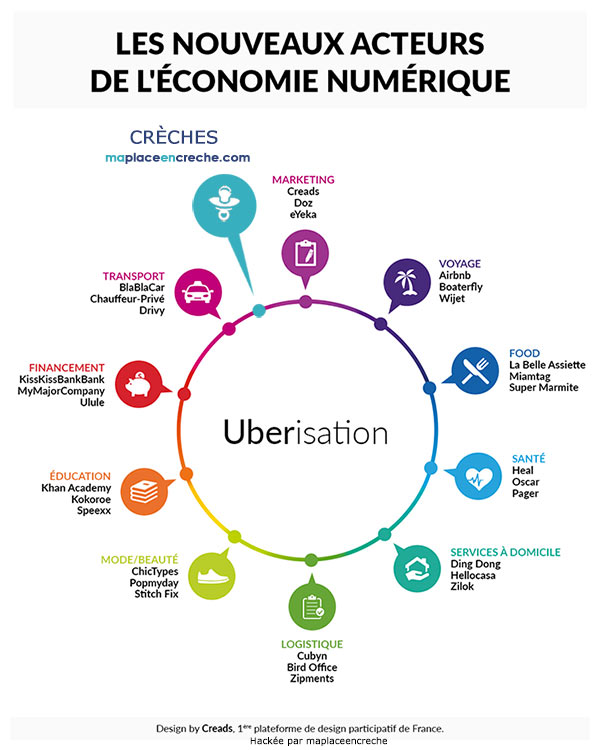 LES NOUVEAUX ACTEURS
DE L'ÉCONOMIE NUMÉRIQUE
CRÈCHES
maplaceencreche.com
MARKETING
Creads
Doz
eYeka
VOYAGE
Airbnb
Boaterfly
Wijet
FOOD
La Belle Assiette
Miamtag
Super Marmite
SANTÉ
Heal
Oscar
Pager
SERVICES À DOMICILE
Ding Dong
Hellocasa
Zilok
LOGISTIQUE
Cubyn
Bird Office
Zipments
MODE/BEAUTÉ
ChicTypes
Popmyday
Stitch Fix
ÉDUCATION
Khan Academy
Kokoroe
Speexx
FINANCEMENT
KissKissBankBank
MyMajorCompany
Ulule
TRANSPORT
BlaBlaCar
Chauffeur-Privé
Drivy
Uberisation
Design by Creads, 1ère plateforme de design participatif de France.
Hackée par maplaceencreche